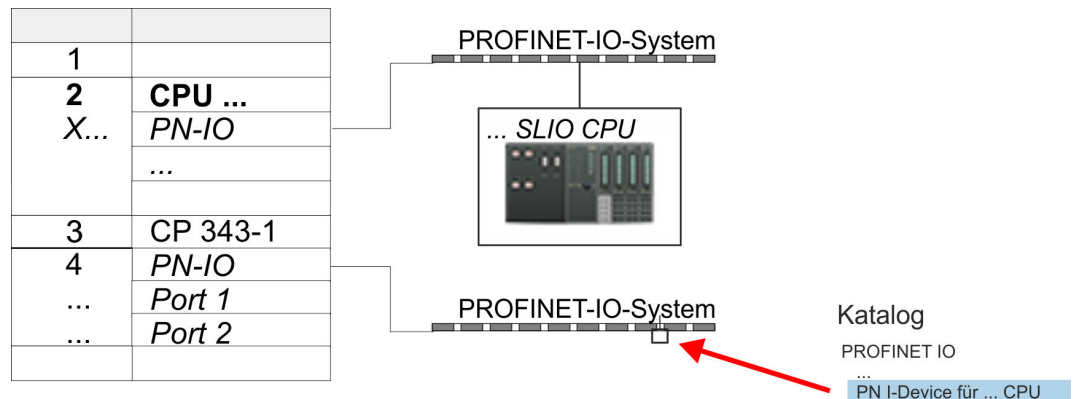 1
2 CPU ...
X... PN-IO
...
3 CP 343-1
4 PN-IO
... Port 1
... Port 2
PROFINET-IO-System
... SLIO CPU
PROFINET-IO-System
Katalog
PROFINET IO
...
PN I-Device für ... CPU